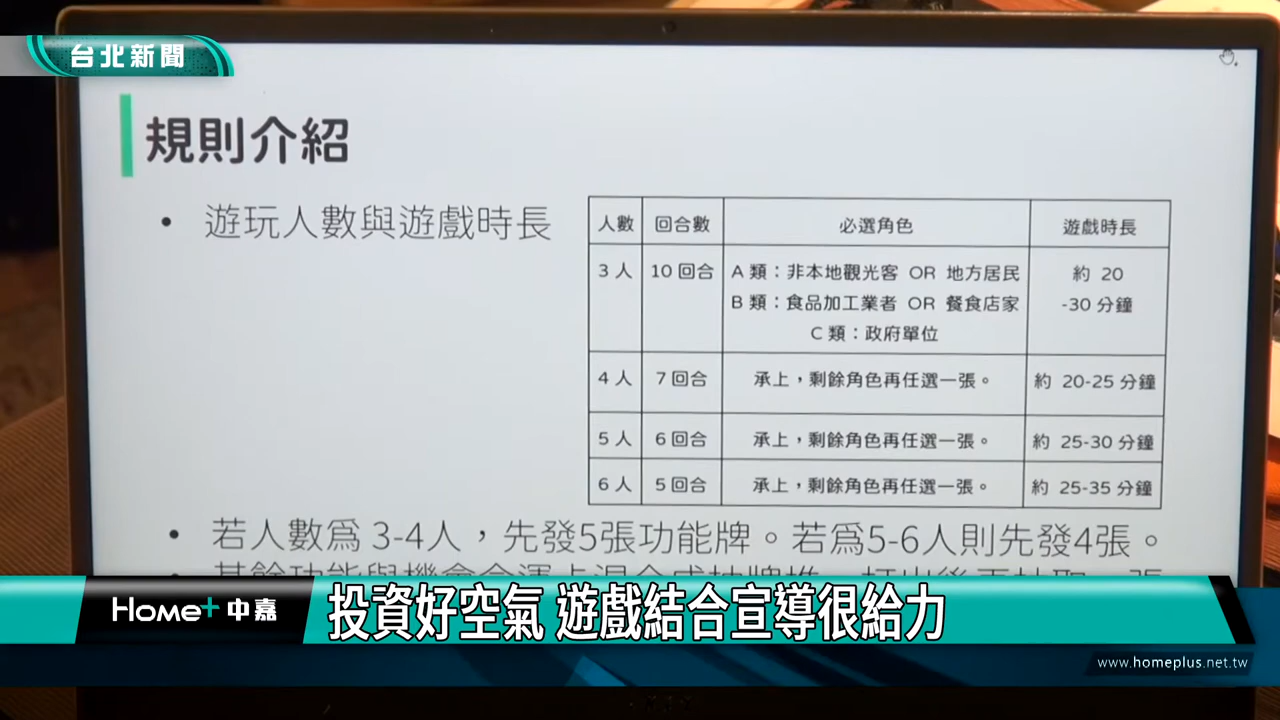 台北新聞
規則介紹
• 遊玩人數與遊戲時長
人數 回合數 必選角色 遊戲時長
3 人 10 回合 A 類：非本地觀光客 OR 地方居民 約 20
B 類：食品加工業者 OR 餐食店家 -30 分鐘
C 類：政府單位
4 人 7 回合 承上，剩餘角色再任選一張。 約 20-25 分鐘
5 人 6 回合 承上，剩餘角色再任選一張。 約 25-30 分鐘
6 人 5 回合 承上，剩餘角色再任選一張。 約 25-35 分鐘
• 若人數為 3-4人，先發5張功能牌。若為5-6人則先發4張。
Home+ 中嘉 投資好空氣 遊戲結合宣導很給力
www.homeplus.net.tw